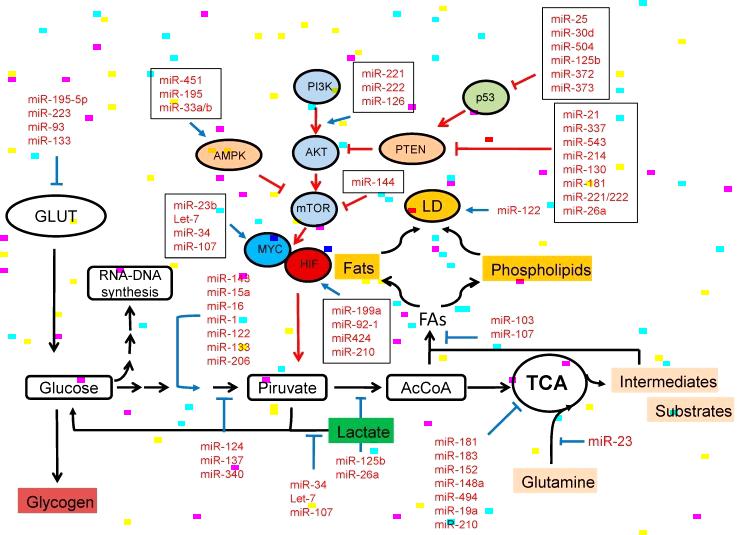 miR-25
miR-30d
miR-504
miR-125b
miR-372
miR-373
miR-451
miR-195
miR-33a/b
PI3K
miR-221
miR-222
miR-126
p53
miR-195-5p
miR-223
miR-93
miR-133
AMPK
AKT
PTEN
miR-21
miR-337
miR-543
miR-214
miR-130
miR-181
miR-221/222
miR-26a
miR-144
GLUT
miR-23b
Let-7
miR-34
miR-107
mTOR
LD
miR-122
MYC
HIF
Fats
Phospholipids
RNA-DNA
synthesis
miR-143
miR-15a
miR-16
miR-1
miR-122
miR-133
miR-206
miR-199a
miR-92-1
miR424
miR-210
FAs
miR-103
miR-107
Glucose
Piruvate
AcCoA
TCA
Intermediates
Substrates
Lactate
miR-124
miR-137
miR-340
miR-125b
miR-26a
miR-34
Let-7
miR-107
miR-181
miR-183
miR-152
miR-148a
miR-494
miR-19a
miR-210
miR-23
Glutamine
Glycogen